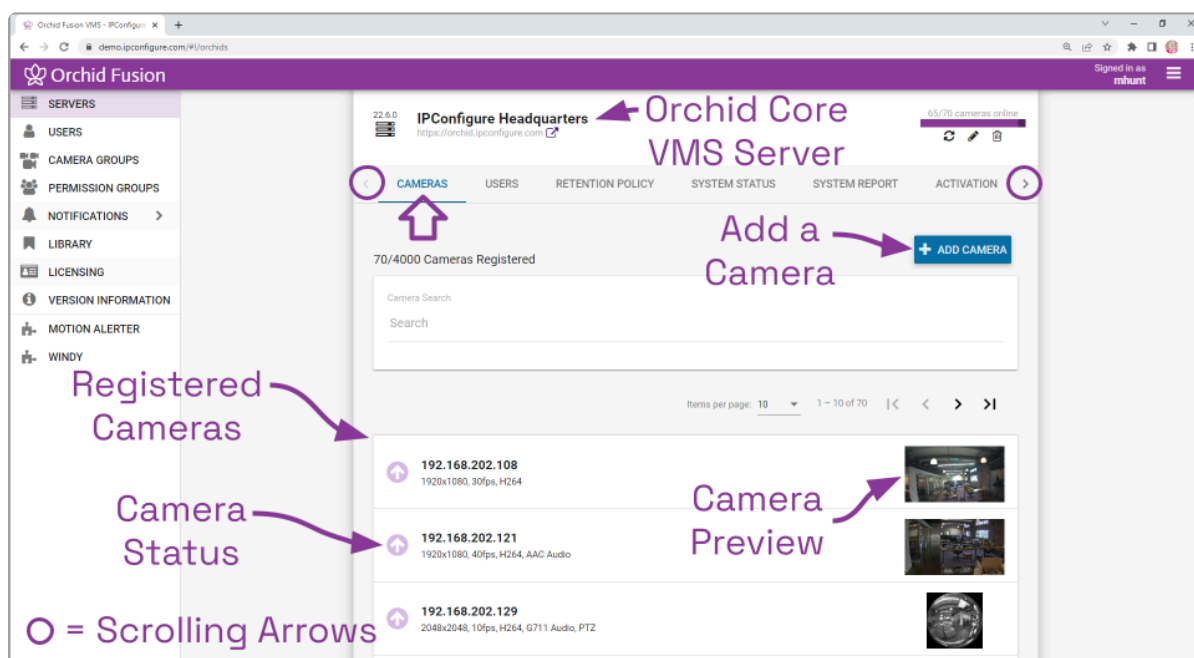 Orchid Fusion VMS - IPConfigure
demo.ipconfigure.com/#!/orchids
Orchid Fusion
Signed in as
mhunt
SERVERS
USERS
CAMERA GROUPS
PERMISSION GROUPS
NOTIFICATIONS
LIBRARY
LICENSING
VERSION INFORMATION
MOTION ALERTER
WINDY
22.6.0
IPConfigure Headquarters
https://orchid.ipconfigure.com
Orchid Core
VMS Server
65/70 cameras online
CAMERAS
USERS
RETENTION POLICY
SYSTEM STATUS
SYSTEM REPORT
ACTIVATION
Add a
Camera
+ ADD CAMERA
70/4000 Cameras Registered
Camera Search
Search
Registered
Cameras
Items per page: 10
1 – 10 of 70
192.168.202.108
1920x1080, 30fps, H264
Camera
Status
Camera
Preview
192.168.202.121
1920x1080, 40fps, H264, AAC Audio
192.168.202.129
2048x2048, 10fps, H264, G711 Audio, PTZ
= Scrolling Arrows